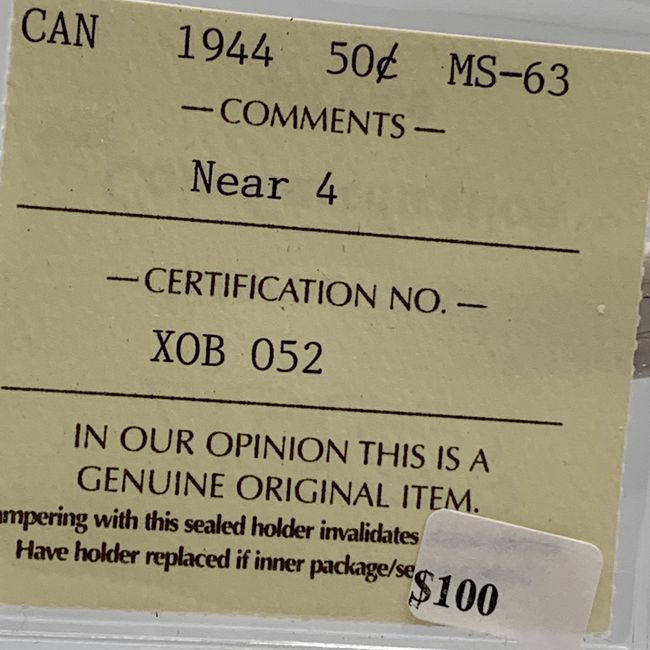 CAN 1944 50¢ MS-63
—COMMENTS—
Near 4
—CERTIFICATION NO.—
XOB 052
IN OUR OPINION THIS IS A
GENUINE ORIGINAL ITEM.
mpering with this sealed holder invalidates
Have holder replaced if inner package/se
$100